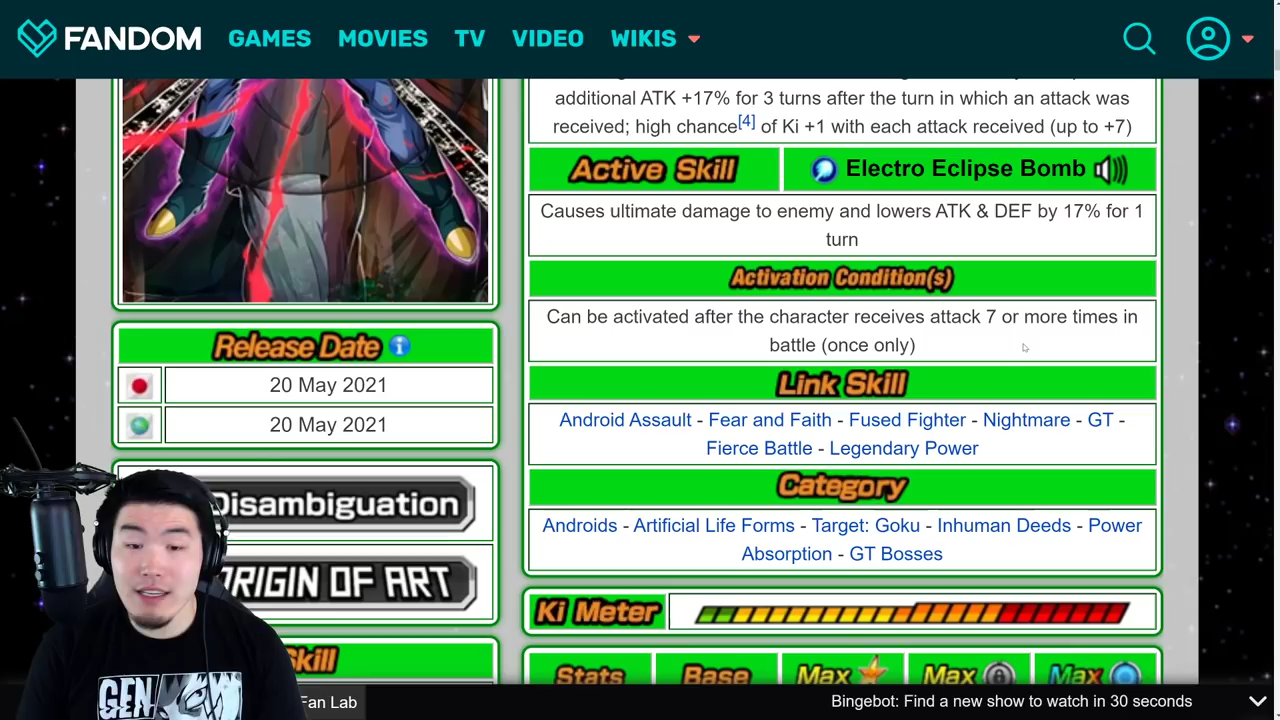 FANDOM GAMES MOVIES TV VIDEO WIKIS
additional ATK +17% for 3 turns after the turn in which an attack was
received; high chance[4] of Ki +1 with each attack received (up to +7)
Active Skill Electro Eclipse Bomb
Causes ultimate damage to enemy and lowers ATK & DEF by 17% for 1
turn
Activation Condition(s)
Can be activated after the character receives attack 7 or more times in
battle (once only)
Link Skill
Android Assault - Fear and Faith - Fused Fighter - Nightmare - GT -
Fierce Battle - Legendary Power
Category
Androids - Artificial Life Forms - Target: Goku - Inhuman Deeds - Power
Absorption - GT Bosses
Ki Meter
Stats Base Max Max Max
Release Date
20 May 2021
20 May 2021
Disambiguation
ORIGIN OF ART
Skill
GEN
Fan Lab
Bingebot: Find a new show to watch in 30 seconds